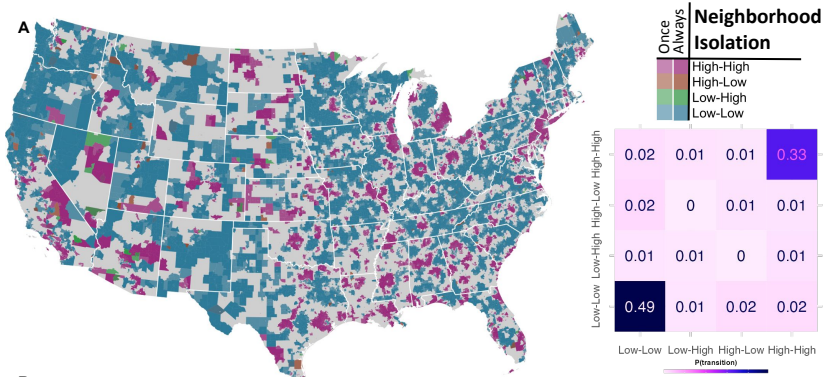 A
Once
Always
Neighborhood
Isolation
High-High
High-Low
Low-High
Low-Low
High-High
0.02 0.01 0.01 0.33
High-Low
0.02 0 0.01 0.01
Low-High
0.01 0.01 0 0.01
Low-Low
0.49 0.01 0.02 0.02
Low-Low Low-High High-Low High-High
P(transition)